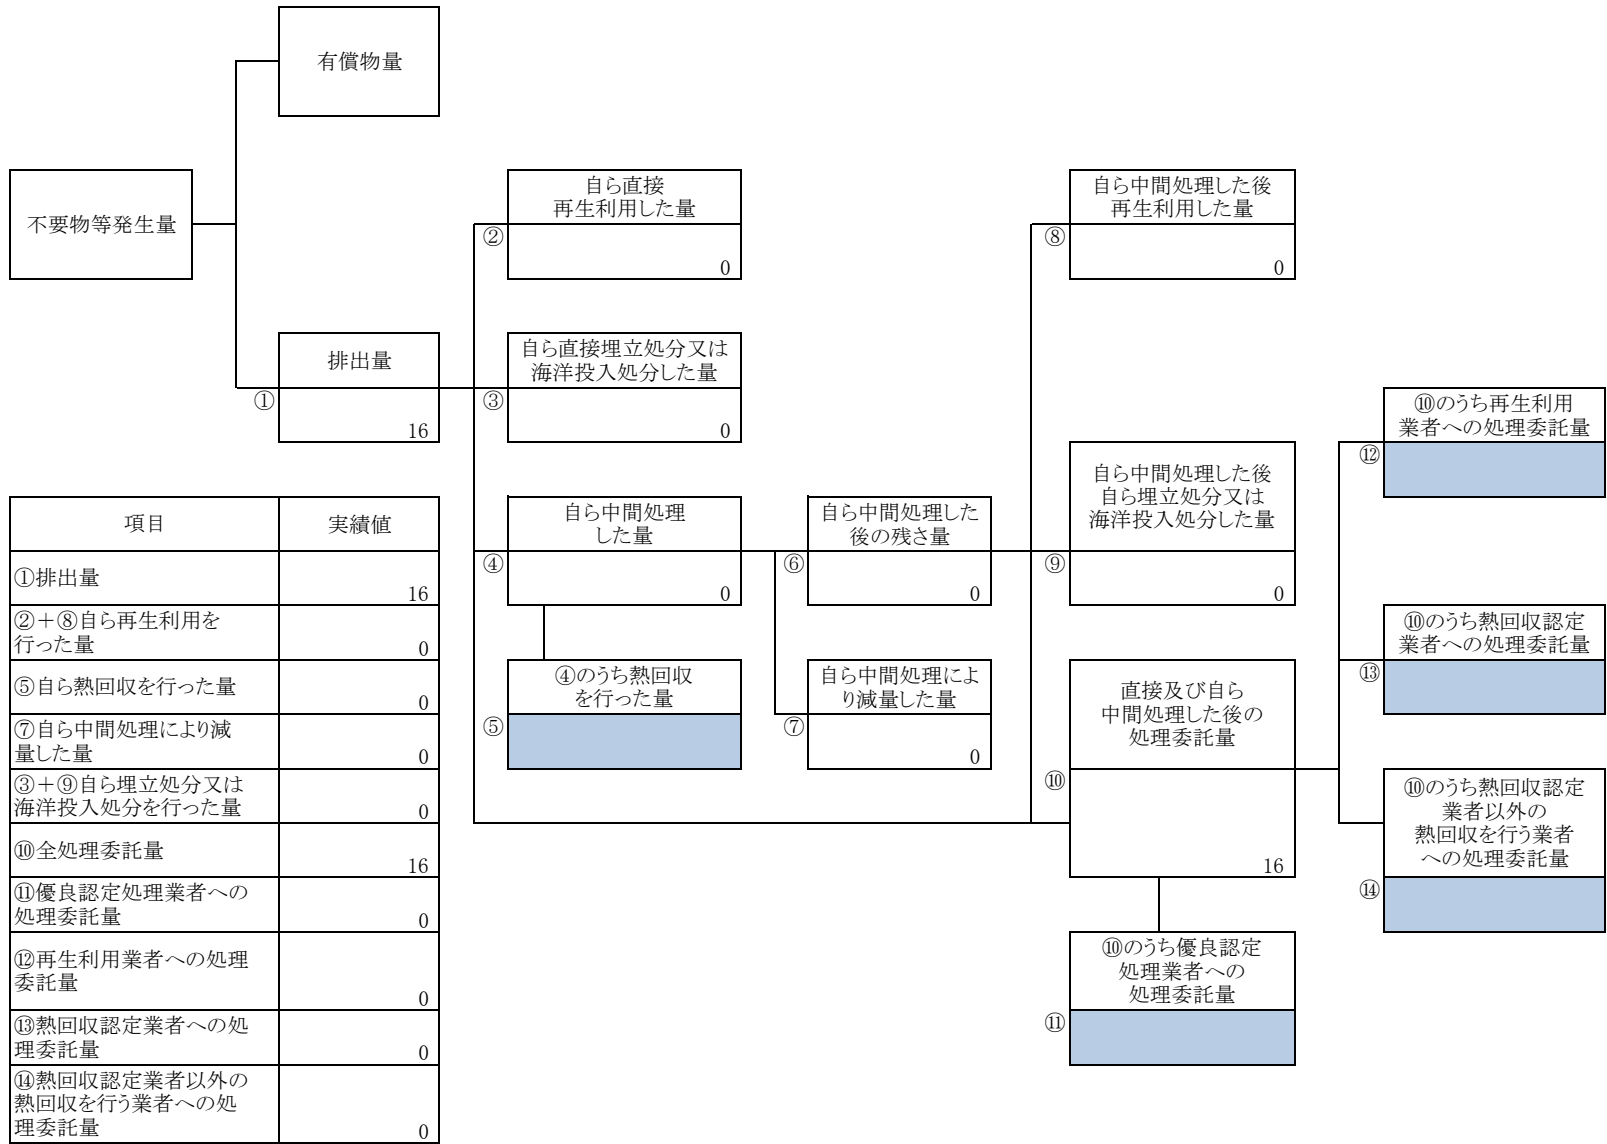 有償物量
不要物等発生量
自ら直接
再生利用した量
②
0
自ら中間処理した後
再生利用した量
⑧
0
排出量
①
16
自ら直接埋立処分又は
海洋投入処分した量
③
0
⑩のうち再生利用
業者への処理委託量
⑫
自ら中間処理
した量
④
0
自ら中間処理した
後の残さ量
⑥
0
自ら中間処理した後
自ら埋立処分又は
海洋投入処分した量
⑨
0
⑩のうち熱回収認定
業者への処理委託量
⑬
④のうち熱回収
を行った量
⑤
自ら中間処理によ
り減量した量
⑦
0
直接及び自ら
中間処理した後の
処理委託量
⑩
16
⑩のうち熱回収認定
業者以外の
熱回収を行う業者
への処理委託量
⑭
⑩のうち優良認定
処理業者への
処理委託量
⑪
項目 実績値
①排出量
16
②+⑧自ら再生利用を
行った量
0
⑤自ら熱回収を行った量
0
⑦自ら中間処理により減
量した量
0
③+⑨自ら埋立処分又は
海洋投入処分を行った量
0
⑩全処理委託量
16
⑪優良認定処理業者への
処理委託量
0
⑫再生利用業者への処理
委託量
0
⑬熱回収認定業者への処
理委託量
0
⑭熱回収認定業者以外の
熱回収を行う業者への処
理委託量
0